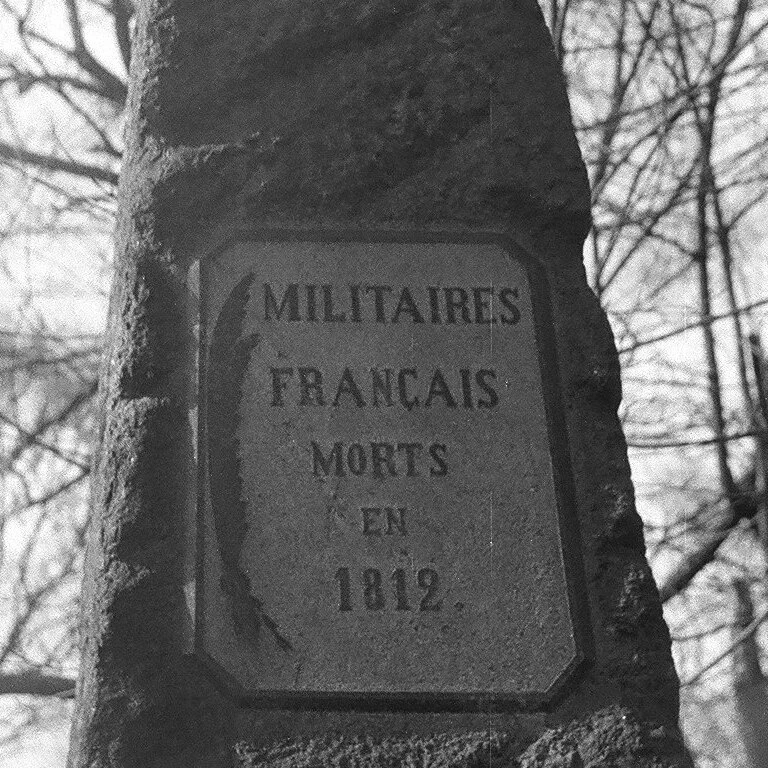 MILITAIRES
FRANÇAIS
MORTS
EN
1812.